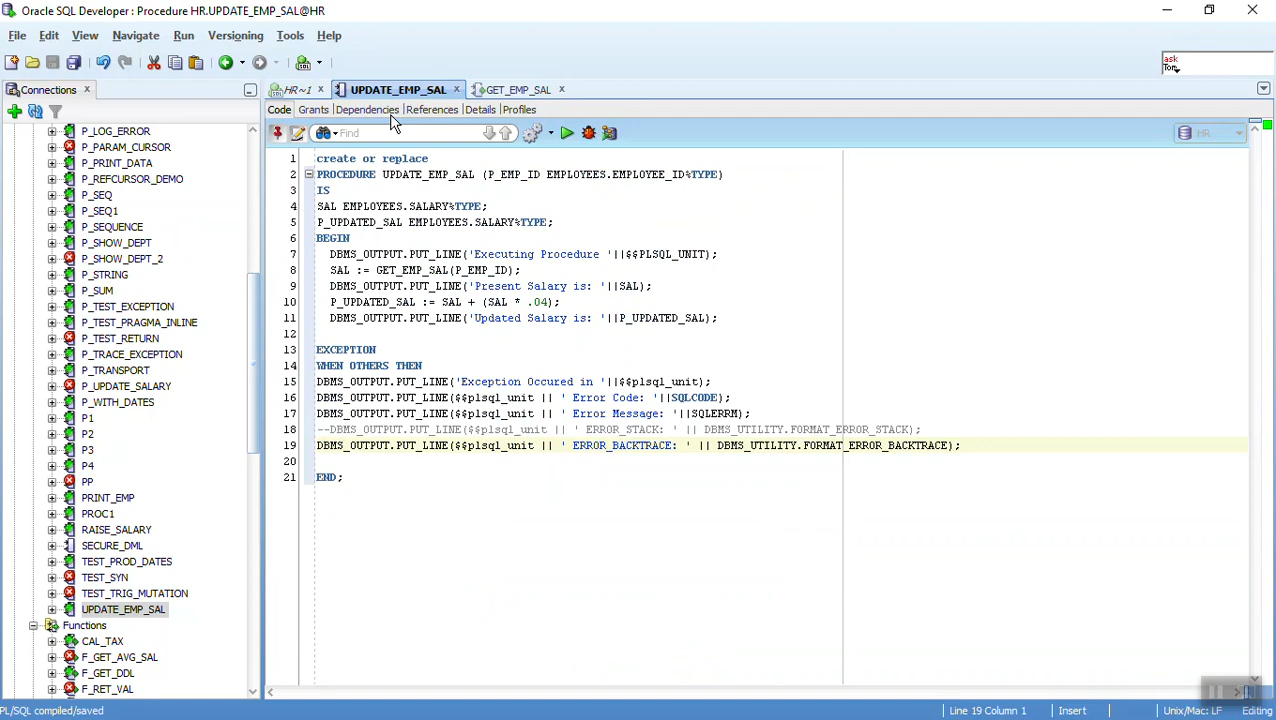 Oracle SQL Developer : Procedure HR.UPDATE_EMP_SAL@HR
File Edit View Navigate Run Versioning Tools Help
ask
Tom
Connections
HR~1 UPDATE_EMP_SAL GET_EMP_SAL
Code Grants Dependencies References Details Profiles
Find
HR
P_LOG_ERROR
P_PARAM_CURSOR
P_PRINT_DATA
P_REFCURSOR_DEMO
P_SEQ
P_SEQ1
P_SEQUENCE
P_SHOW_DEPT
P_SHOW_DEPT_2
P_STRING
P_SUM
P_TEST_EXCEPTION
P_TEST_PRAGMA_INLINE
P_TEST_RETURN
P_TRACE_EXCEPTION
P_TRANSPORT
P_UPDATE_SALARY
P_WITH_DATES
P1
P2
P3
P4
PP
PRINT_EMP
PROC1
RAISE_SALARY
SECURE_DML
TEST_PROD_DATES
TEST_SYN
TEST_TRIG_MUTATION
UPDATE_EMP_SAL
Functions
CAL_TAX
F_GET_AVG_SAL
F_GET_DDL
F_RET_VAL
1 create or replace
2 PROCEDURE UPDATE_EMP_SAL (P_EMP_ID EMPLOYEES.EMPLOYEE_ID%TYPE)
3 IS
4 SAL EMPLOYEES.SALARY%TYPE;
5 P_UPDATED_SAL EMPLOYEES.SALARY%TYPE;
6 BEGIN
7 DBMS_OUTPUT.PUT_LINE('Executing Procedure '||$$PLSQL_UNIT);
8 SAL := GET_EMP_SAL(P_EMP_ID);
9 DBMS_OUTPUT.PUT_LINE('Present Salary is: '||SAL);
10 P_UPDATED_SAL := SAL + (SAL * .04);
11 DBMS_OUTPUT.PUT_LINE('Updated Salary is: '||P_UPDATED_SAL);
12
13 EXCEPTION
14 WHEN OTHERS THEN
15 DBMS_OUTPUT.PUT_LINE('Exception Occured in '||$$plsql_unit);
16 DBMS_OUTPUT.PUT_LINE($$plsql_unit || ' Error Code: '||SQLCODE);
17 DBMS_OUTPUT.PUT_LINE($$plsql_unit || ' Error Message: '||SQLERRM);
18 --DBMS_OUTPUT.PUT_LINE($$plsql_unit || ' ERROR_STACK: ' || DBMS_UTILITY.FORMAT_ERROR_STACK);
19 DBMS_OUTPUT.PUT_LINE($$plsql_unit || ' ERROR_BACKTRACE: ' || DBMS_UTILITY.FORMAT_ERROR_BACKTRACE);
20
21 END;
PL/SQL compiled/saved
Line 19 Column 1 Insert Unix/Mac: LF Editing